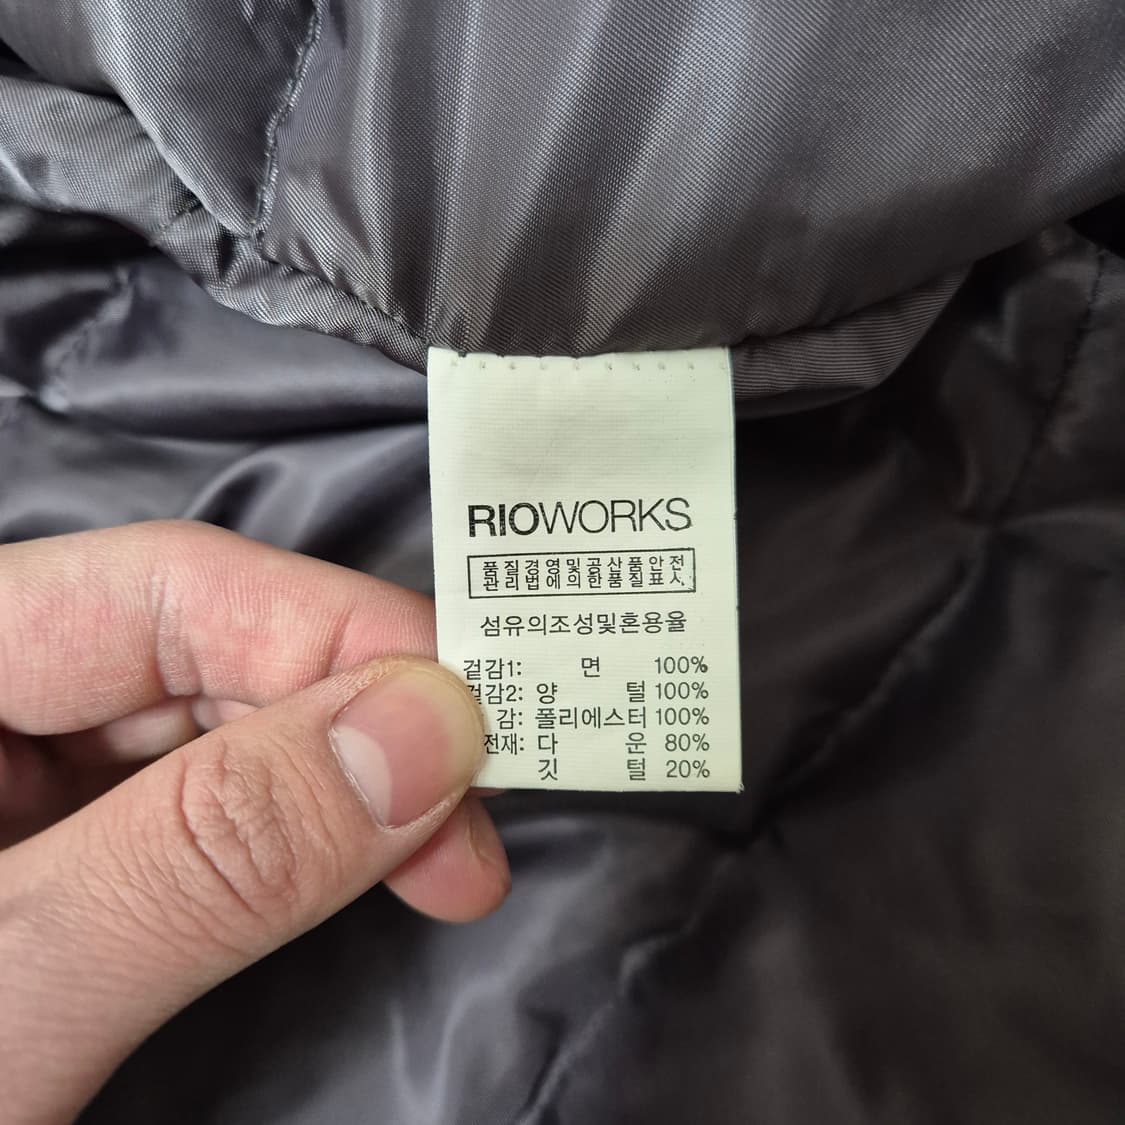 RIOWORKS
품질경영및공산품안전
관리법에의한품질표시
섬유의조성및혼용율
겉감1: 면 100%
겉감2: 양 털 100%
감: 폴리에스터 100%
전재: 다 운 80%
깃 털 20%